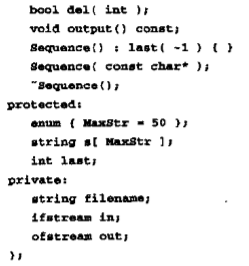 bool del( int );
void output() const;
Sequence() : last( -1 ) { }
Sequence( const char* );
~Sequence();
protected:
enum { MaxStr = 50 };
string s[ MaxStr ];
int last;
private:
string filename;
ifstream in;
ofstream out;
};